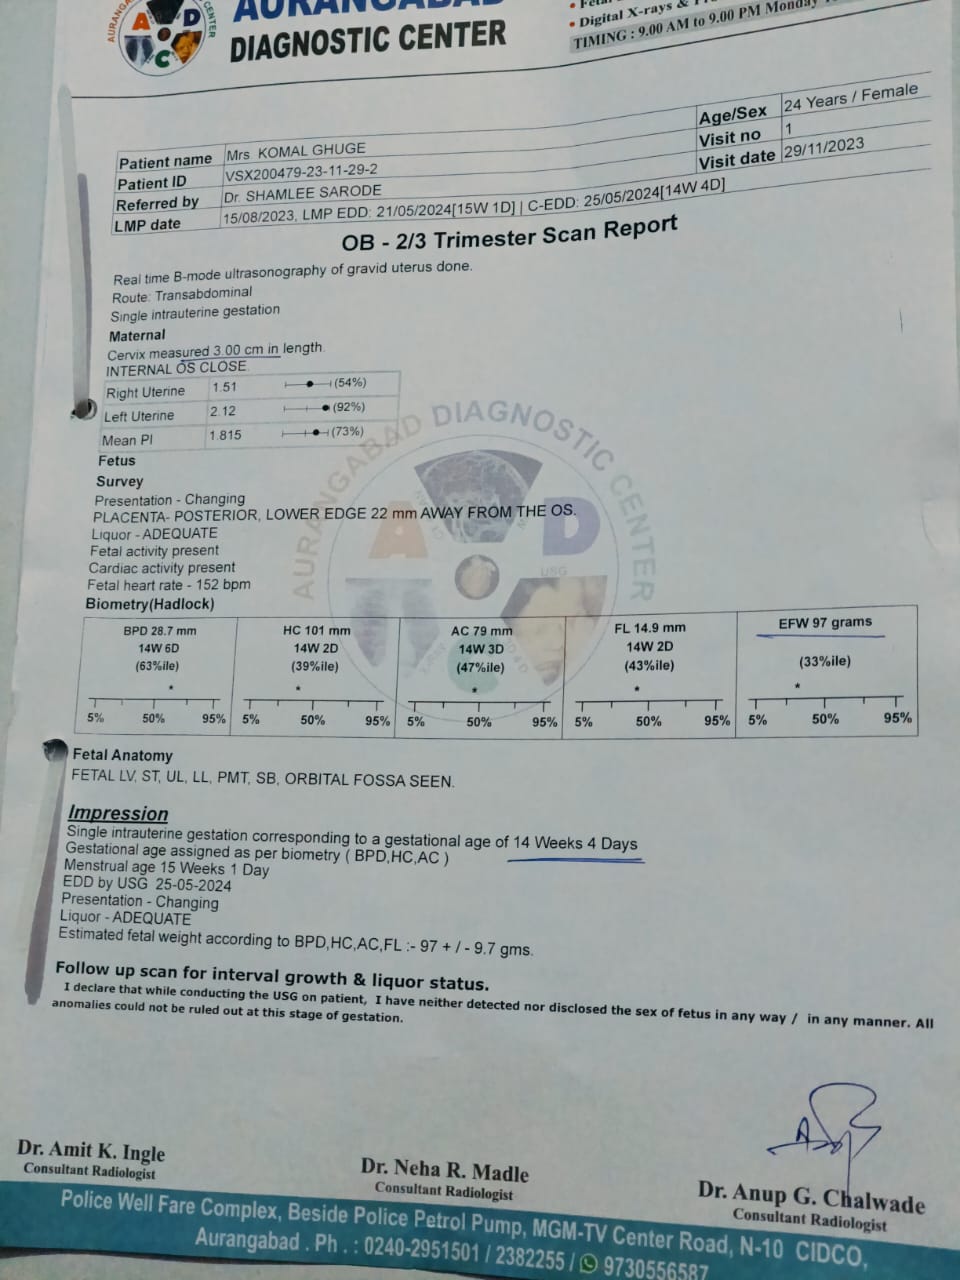 AURANGABAD
DIAGNOSTIC CENTER
A D C
• Digital X-rays &
TIMING : 9.00 AM to 9.00 PM Monday
Patient name Mrs KOMAL GHUGE Age/Sex 24 Years / Female
Patient ID VSX200479-23-11-29-2 Visit no 1
Referred by Dr. SHAMLEE SARODE Visit date 29/11/2023
LMP date 15/08/2023, LMP EDD: 21/05/2024[15W 1D] | C-EDD: 25/05/2024[14W 4D]
OB - 2/3 Trimester Scan Report
Real time B-mode ultrasonography of gravid uterus done.
Route: Transabdominal
Single intrauterine gestation
Maternal
Cervix measured 3.00 cm in length.
INTERNAL OS CLOSE.
Right Uterine 1.51 (54%)
Left Uterine 2.12 (92%)
Mean PI 1.815 (73%)
Fetus
Survey
Presentation - Changing
PLACENTA- POSTERIOR, LOWER EDGE 22 mm AWAY FROM THE OS.
Liquor - ADEQUATE
Fetal activity present
Cardiac activity present
Fetal heart rate - 152 bpm
AURANGABAD DIAGNOSTIC CENTER
A D
USG
Biometry(Hadlock)
BPD 28.7 mm HC 101 mm AC 79 mm FL 14.9 mm EFW 97 grams
14W 6D 14W 2D 14W 3D 14W 2D
(63%ile) (39%ile) (47%ile) (43%ile) (33%ile)
* * * * *
5% 50% 95% 5% 50% 95% 5% 50% 95% 5% 50% 95% 5% 50% 95%
Fetal Anatomy
FETAL LV, ST, UL, LL, PMT, SB, ORBITAL FOSSA SEEN.
Impression
Single intrauterine gestation corresponding to a gestational age of 14 Weeks 4 Days
Gestational age assigned as per biometry ( BPD,HC,AC )
Menstrual age 15 Weeks 1 Day
EDD by USG 25-05-2024
Presentation - Changing
Liquor - ADEQUATE
Estimated fetal weight according to BPD,HC,AC,FL :- 97 + / - 9.7 gms.
Follow up scan for interval growth & liquor status.
I declare that while conducting the USG on patient, I have neither detected nor disclosed the sex of fetus in any way / in any manner. All
anomalies could not be ruled out at this stage of gestation.
Dr. Amit K. Ingle
Consultant Radiologist
Dr. Neha R. Madle
Consultant Radiologist
Dr. Anup G. Chalwade
Consultant Radiologist
Police Well Fare Complex, Beside Police Petrol Pump, MGM-TV Center Road, N-10 CIDCO,
Aurangabad . Ph . : 0240-2951501 / 2382255 / 9730556587